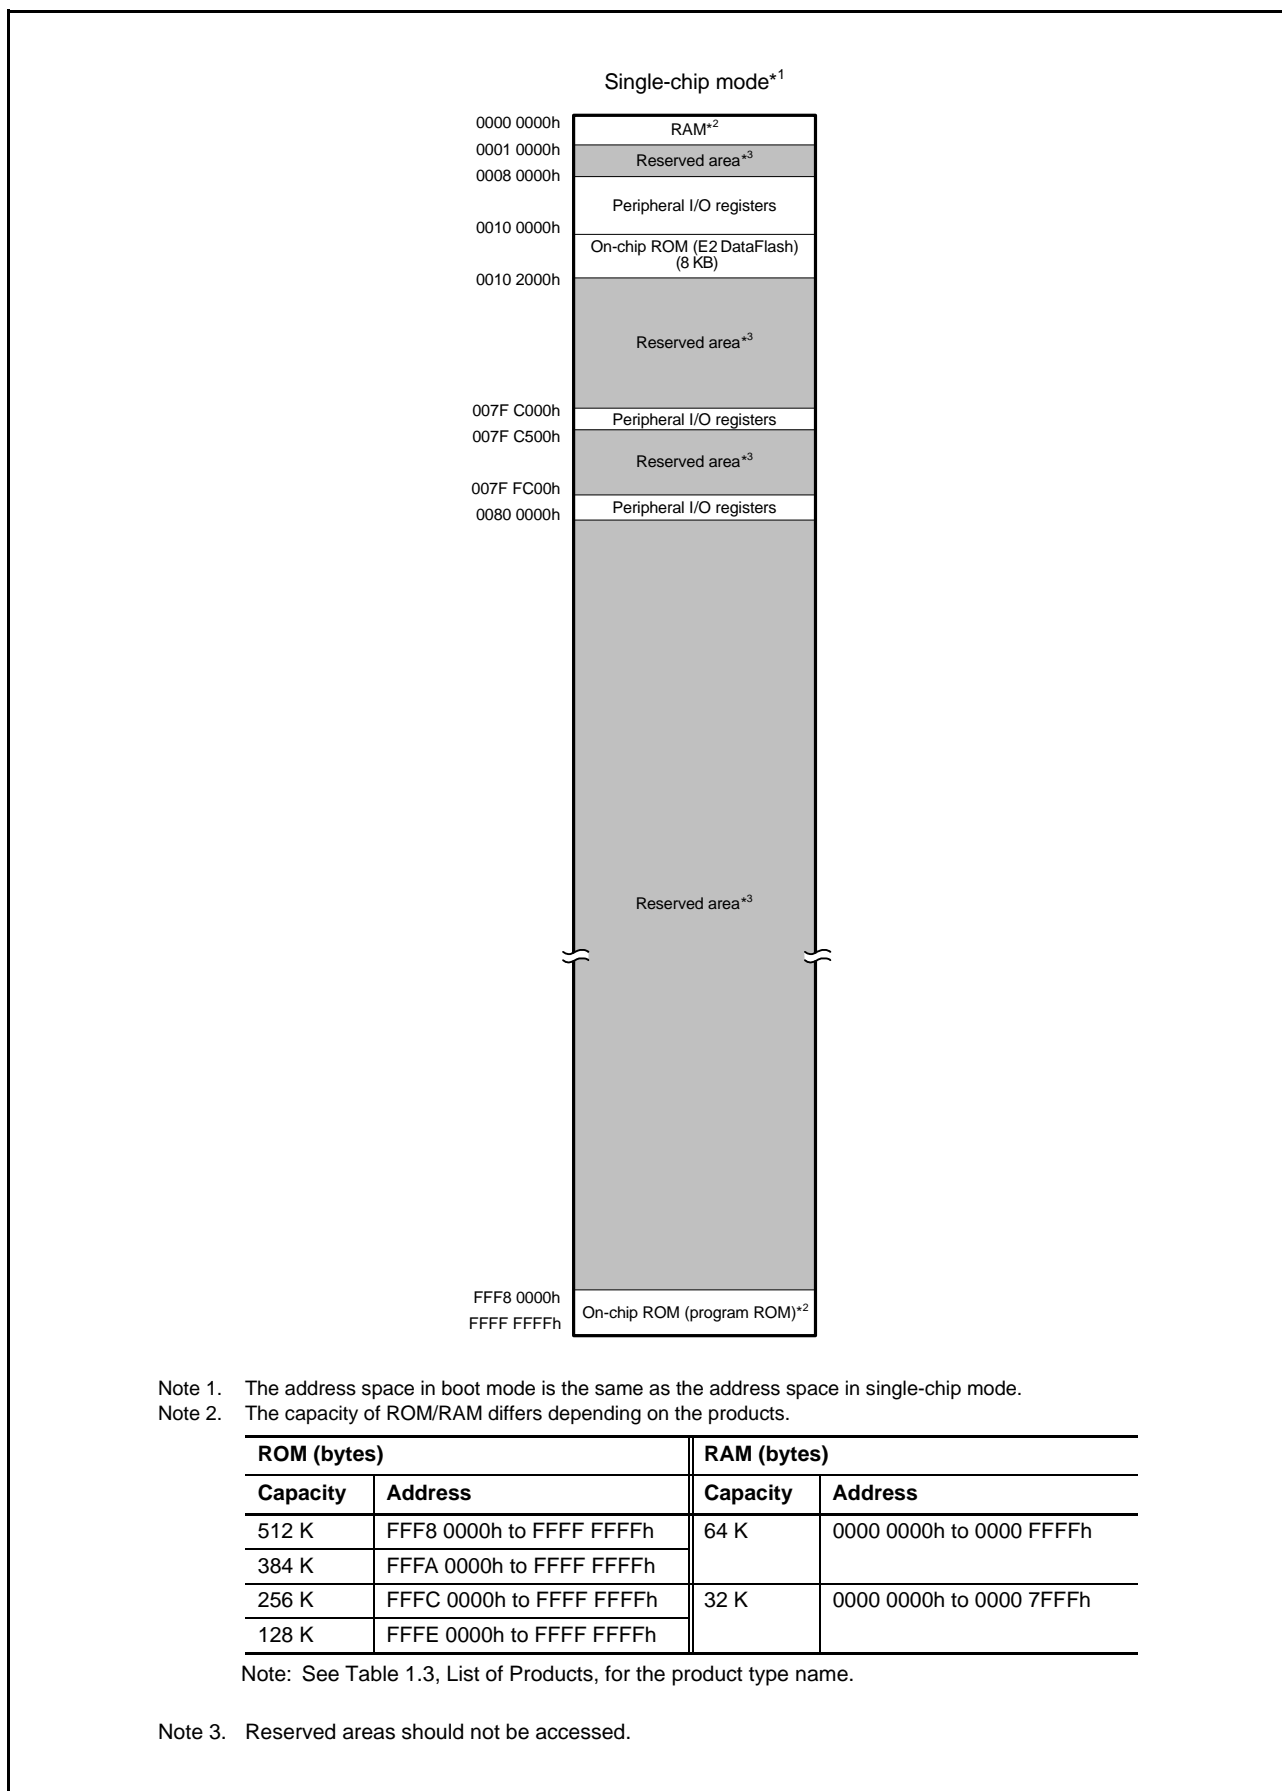 Single-chip mode*1
0000 0000h
RAM*2
0001 0000h
Reserved area*3
0008 0000h
Peripheral I/O registers
0010 0000h
On-chip ROM (E2 DataFlash)
(8 KB)
0010 2000h
Reserved area*3
007F C000h
Peripheral I/O registers
007F C500h
Reserved area*3
007F FC00h
Peripheral I/O registers
0080 0000h
Reserved area*3
FFF8 0000h
On-chip ROM (program ROM)*2
FFFF FFFFh
Note 1. The address space in boot mode is the same as the address space in single-chip mode.
Note 2. The capacity of ROM/RAM differs depending on the products.
ROM (bytes) RAM (bytes)
Capacity Address Capacity Address
512 K FFF8 0000h to FFFF FFFFh 64 K 0000 0000h to 0000 FFFFh
384 K FFFA 0000h to FFFF FFFFh
256 K FFFC 0000h to FFFF FFFFh 32 K 0000 0000h to 0000 7FFFh
128 K FFFE 0000h to FFFF FFFFh
Note: See Table 1.3, List of Products, for the product type name.
Note 3. Reserved areas should not be accessed.